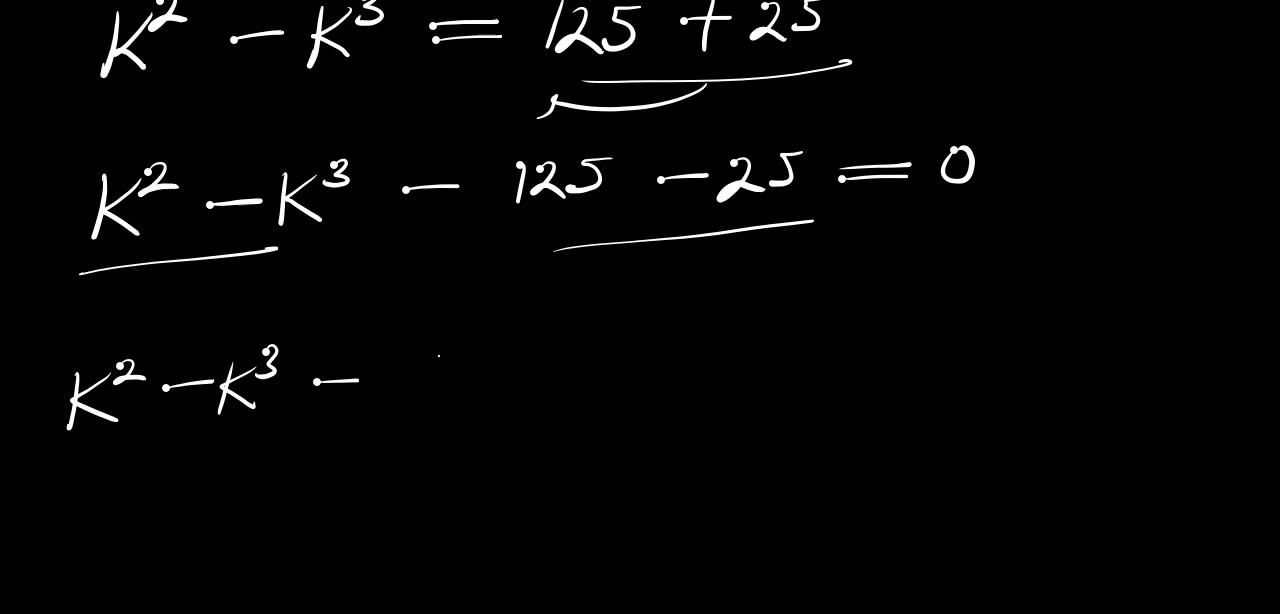 K² - K³ = 125 + 25
K² - K³ - 125 - 25 = 0
K² - K³ -